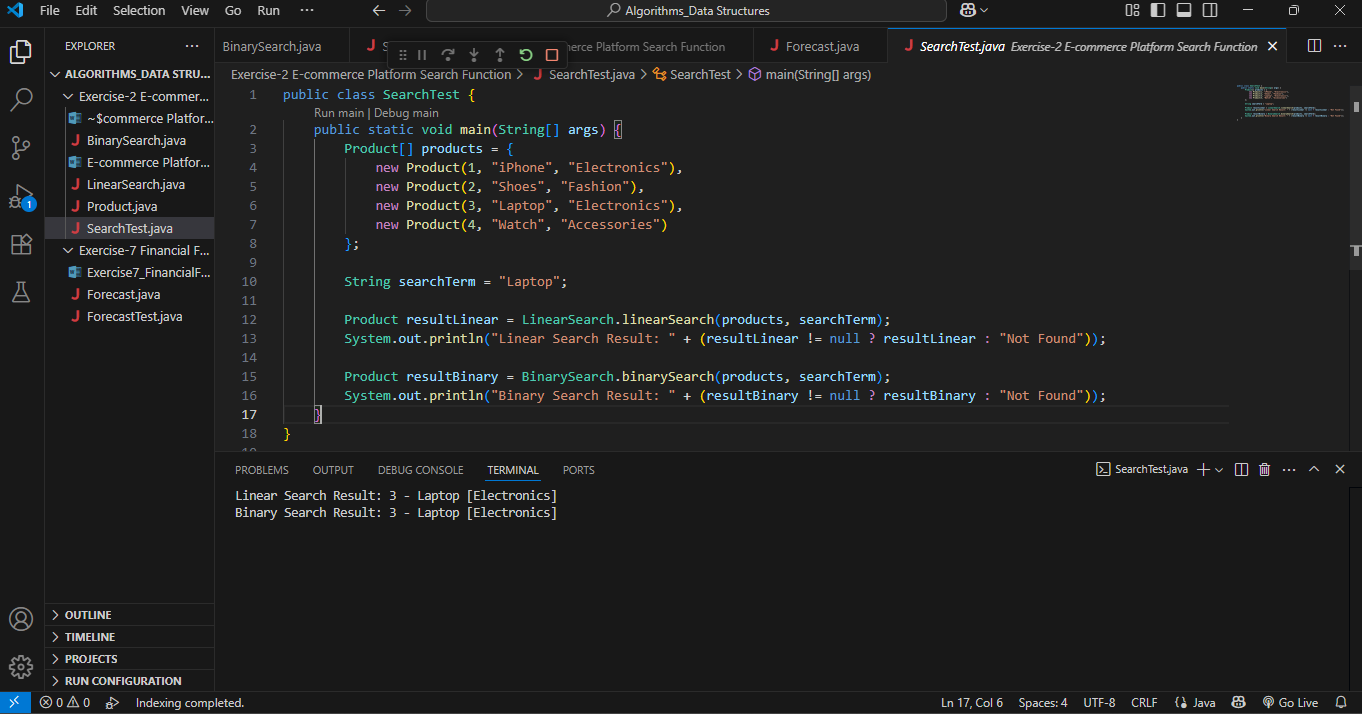 File Edit Selection View Go Run ··· Algorithms_Data Structures
EXPLORER ···
ALGORITHMS_DATA STRU...
Exercise-2 E-commer...
~$commerce Platfor...
BinarySearch.java
E-commerce Platfor...
LinearSearch.java
Product.java
SearchTest.java
Exercise-7 Financial F...
Exercise7_FinancialF...
Forecast.java
ForecastTest.java
1
OUTLINE
TIMELINE
PROJECTS
RUN CONFIGURATION
BinarySearch.java S merce Platform Search Function Forecast.java SearchTest.java Exercise-2 E-commerce Platform Search Function
Exercise-2 E-commerce Platform Search Function > SearchTest.java > SearchTest > main(String[] args)
1 public class SearchTest {
Run main | Debug main
2 public static void main(String[] args) {
3 Product[] products = {
4 new Product(1, "iPhone", "Electronics"),
5 new Product(2, "Shoes", "Fashion"),
6 new Product(3, "Laptop", "Electronics"),
7 new Product(4, "Watch", "Accessories")
8 };
9
10 String searchTerm = "Laptop";
11
12 Product resultLinear = LinearSearch.linearSearch(products, searchTerm);
13 System.out.println("Linear Search Result: " + (resultLinear != null ? resultLinear : "Not Found"));
14
15 Product resultBinary = BinarySearch.binarySearch(products, searchTerm);
16 System.out.println("Binary Search Result: " + (resultBinary != null ? resultBinary : "Not Found"));
17 }
18 }
PROBLEMS OUTPUT DEBUG CONSOLE TERMINAL PORTS SearchTest.java ···
Linear Search Result: 3 - Laptop [Electronics]
Binary Search Result: 3 - Laptop [Electronics]
0 0 Indexing completed. Ln 17, Col 6 Spaces: 4 UTF-8 CRLF Java Go Live